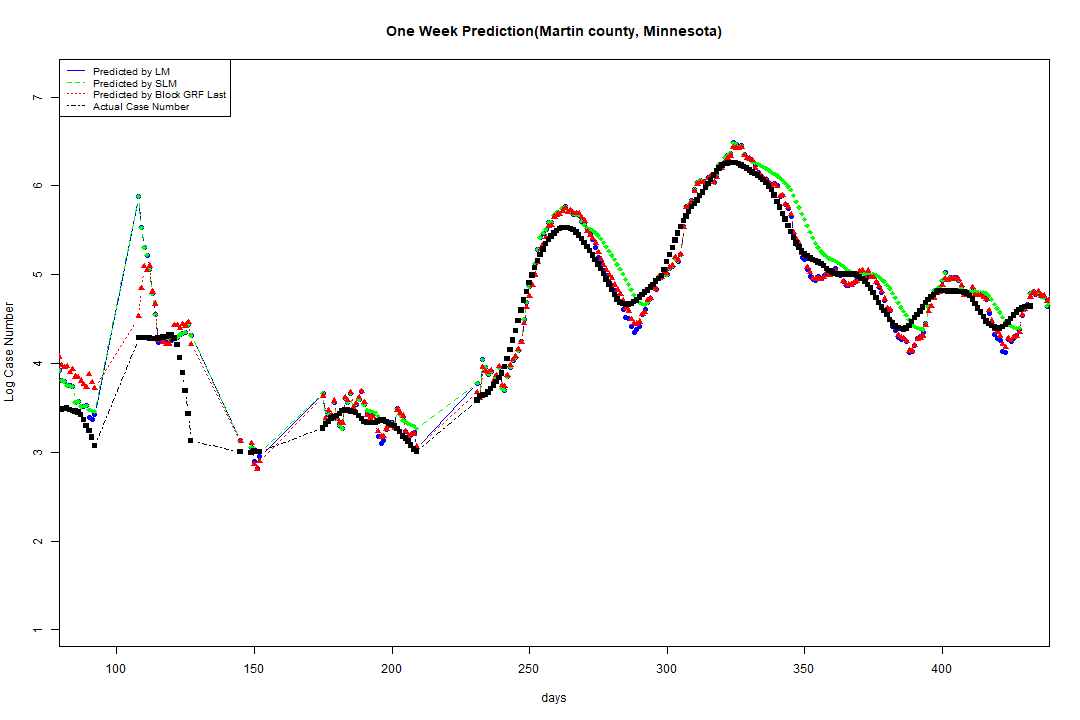 One Week Prediction(Martin county, Minnesota)
Predicted by LM
Predicted by SLM
Predicted by Block GRF Last
Actual Case Number
Log Case Number
7
6
5
4
3
2
1
100 150 200 250 300 350 400
days